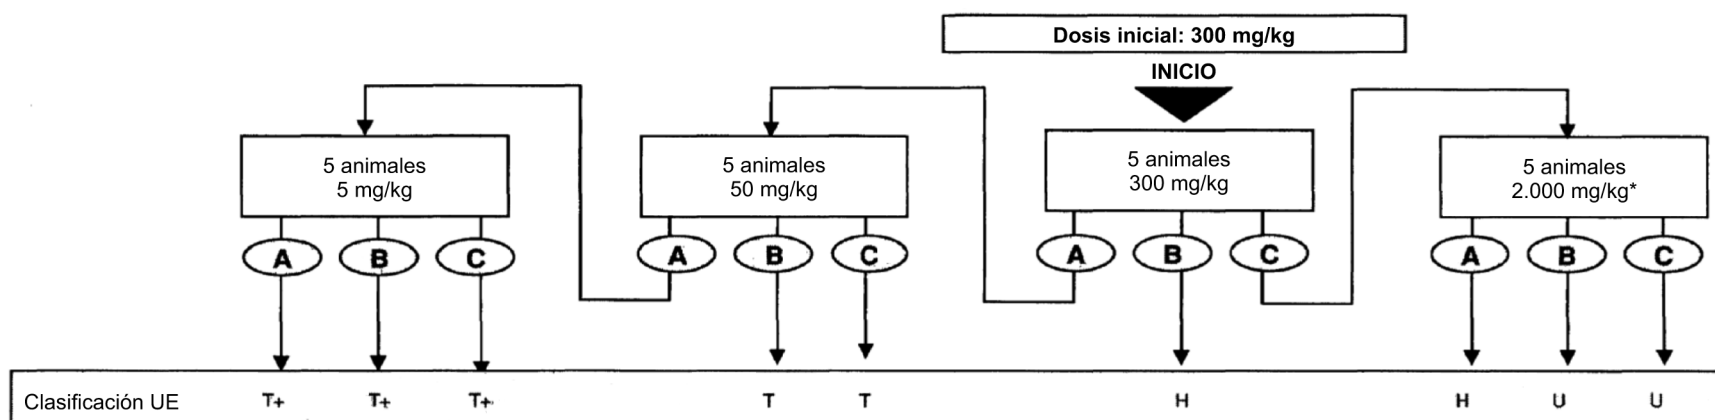 Dosis inicial: 300 mg/kg
INICIO
5 animales
5 mg/kg
5 animales
50 mg/kg
5 animales
300 mg/kg
5 animales
2.000 mg/kg*
A B C A B C A B C A B C
Clasificación UE T+ T+ T+ T T H H U U